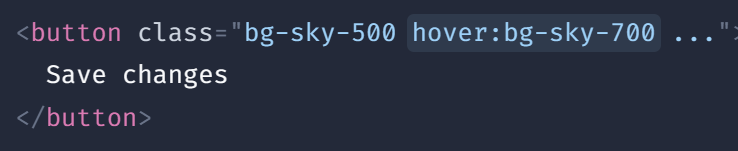 <button class="bg-sky-500 hover:bg-sky-700 ...">
Save changes
</button>